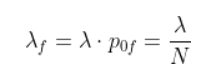 λ_f = λ · p_{0f} = λ/N